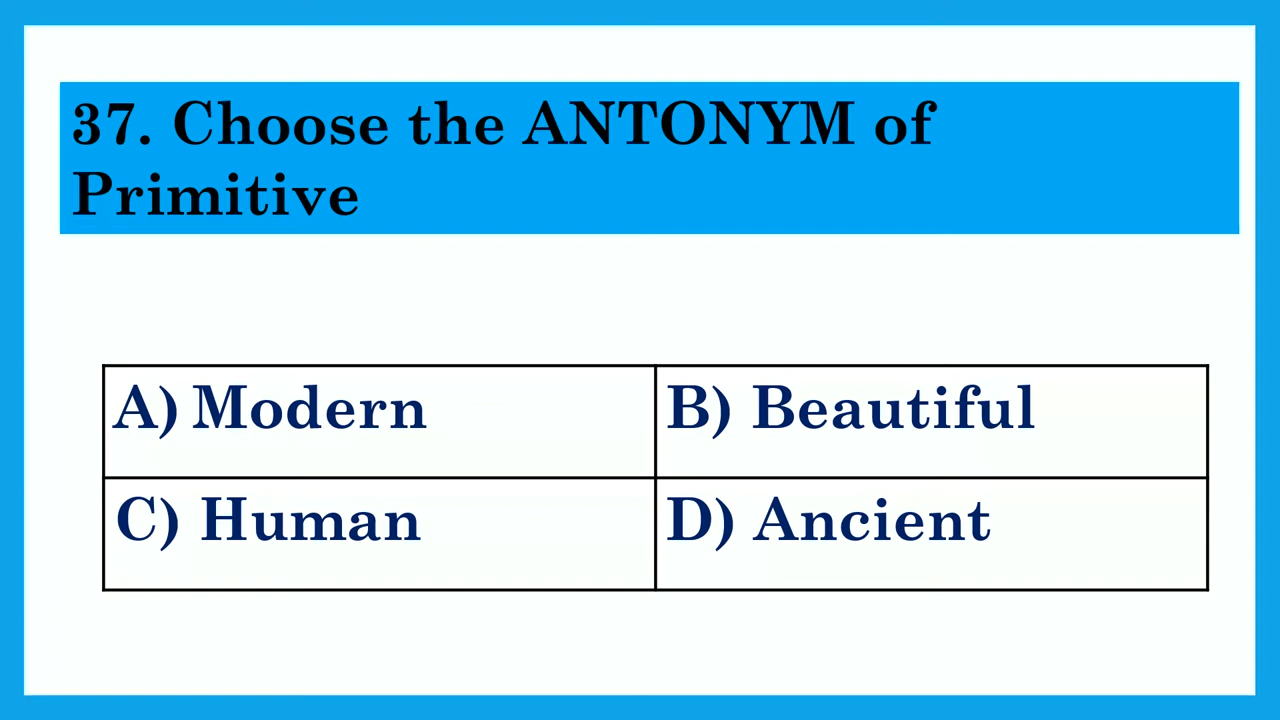 37. Choose the ANTONYM of
Primitive
A) Modern
B) Beautiful
C) Human
D) Ancient